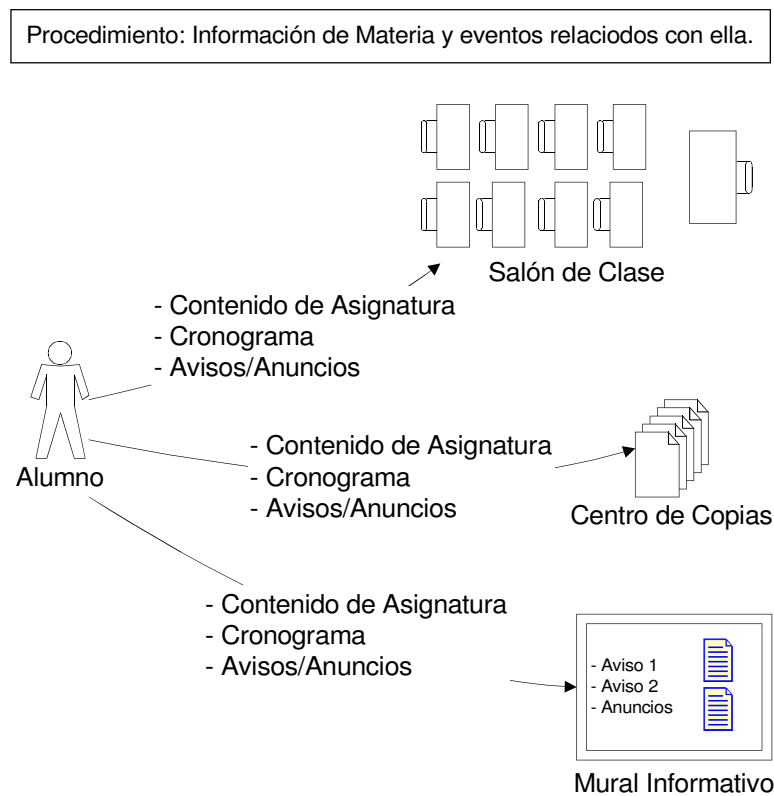 Procedimiento: Información de Materia y eventos relaciodos con ella.
Salón de Clase
- Contenido de Asignatura
- Cronograma
- Avisos/Anuncios
Alumno
- Contenido de Asignatura
- Cronograma
- Avisos/Anuncios
Centro de Copias
- Contenido de Asignatura
- Cronograma
- Avisos/Anuncios
- Aviso 1
- Aviso 2
- Anuncios
Mural Informativo